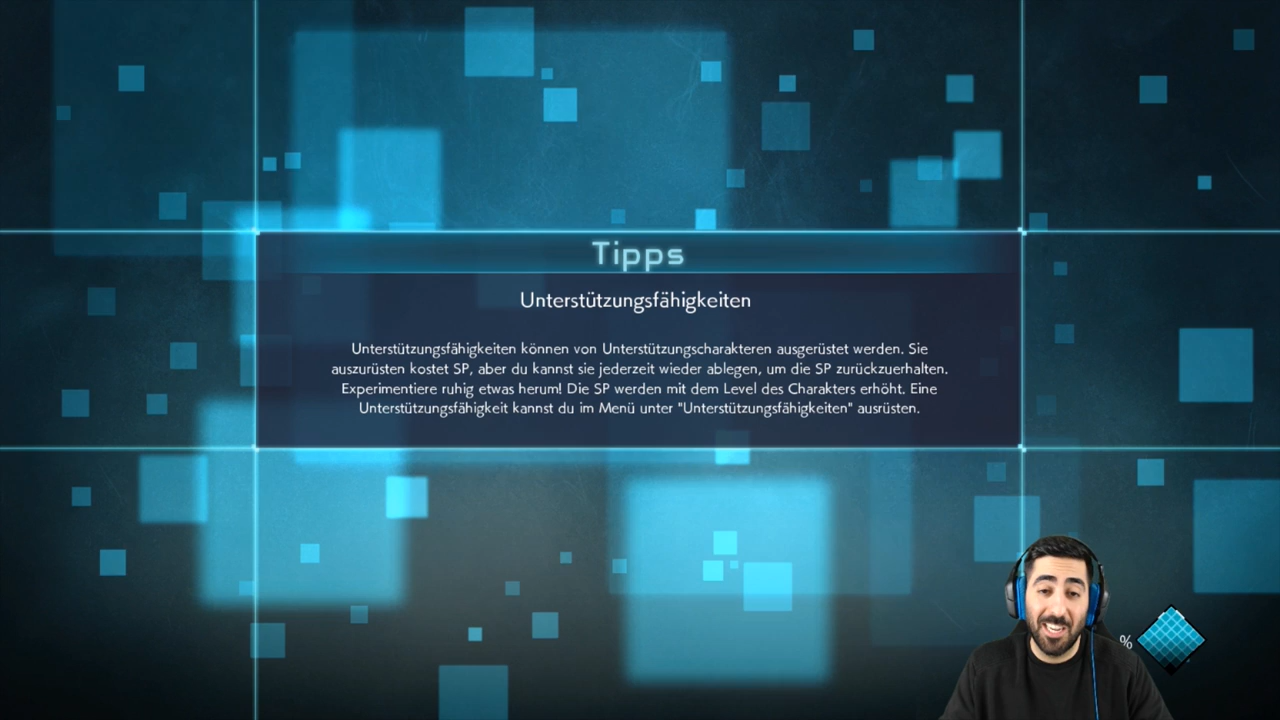 Tipps
Unterstützungsfähigkeiten
Unterstützungsfähigkeiten können von Unterstützungscharakteren ausgerüstet werden. Sie
auszurüsten kostet SP, aber du kannst sie jederzeit wieder ablegen, um die SP zurückzuerhalten.
Experimentiere ruhig etwas herum! Die SP werden mit dem Level des Charakters erhöht. Eine
Unterstützungsfähigkeit kannst du im Menü unter "Unterstützungsfähigkeiten" ausrüsten.
%